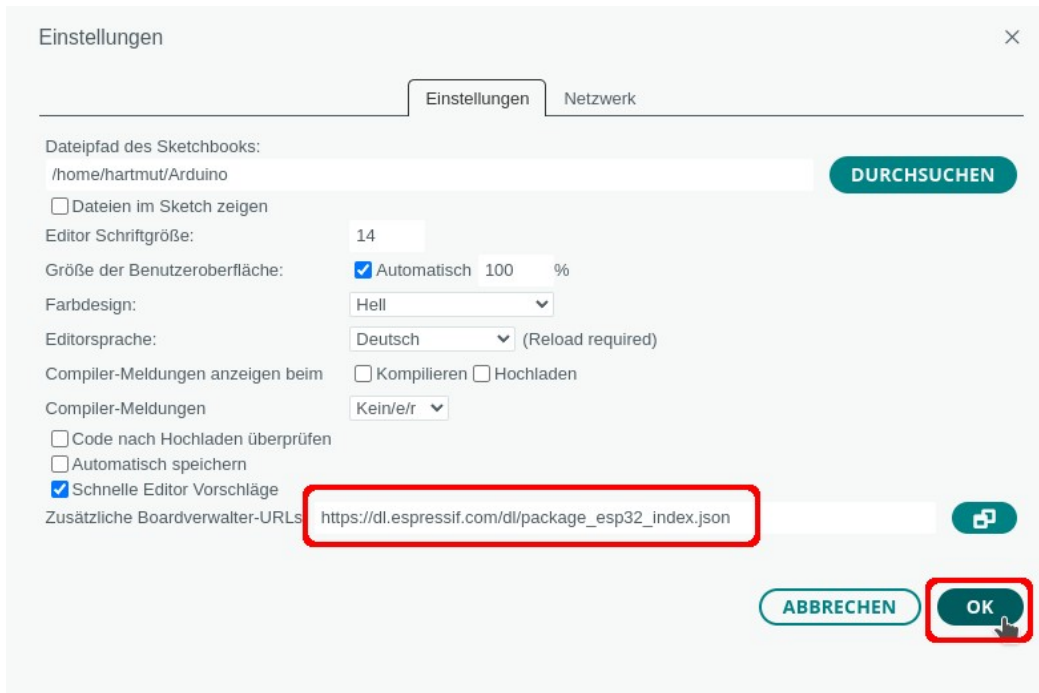 Einstellungen
Einstellungen Netzwerk
Dateipfad des Sketchbooks:
/home/hartmut/Arduino DURCHSUCHEN
Dateien im Sketch zeigen
Editor Schriftgröße: 14
Größe der Benutzeroberfläche: Automatisch 100 %
Farbdesign: Hell
Editorsprache: Deutsch (Reload required)
Compiler-Meldungen anzeigen beim Kompilieren Hochladen
Compiler-Meldungen Kein/e/r
Code nach Hochladen überprüfen
Automatisch speichern
Schnelle Editor Vorschläge
Zusätzliche Boardverwalter-URLs https://dl.espressif.com/dl/package_esp32_index.json
ABBRECHEN OK